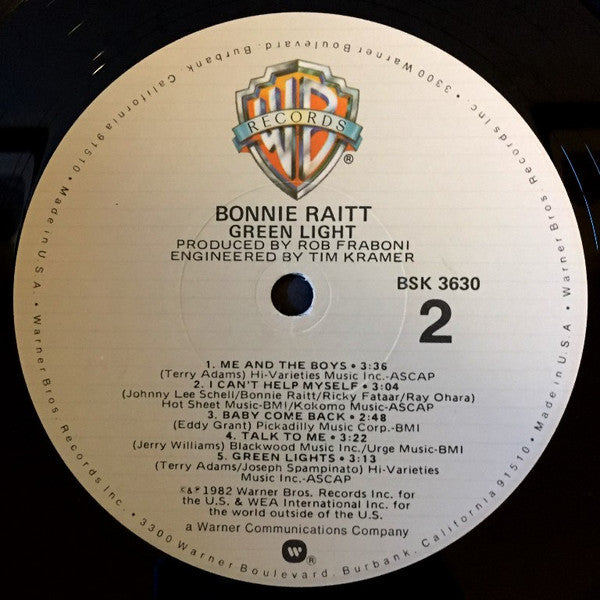 WB
RECORDS
®
BONNIE RAITT
GREEN LIGHT
PRODUCED BY ROB FRABONI
ENGINEERED BY TIM KRAMER
BSK 3630
2
1. ME AND THE BOYS • 3:36
(Terry Adams) Hi-Varieties Music Inc.-ASCAP
2. I CAN'T HELP MYSELF • 3:04
(Johnny Lee Schell/Bonnie Raitt/Ricky Fataar/Ray Ohara)
Hot Sheet Music-BMI/Kokomo Music-ASCAP
3. BABY COME BACK • 2:48
(Eddy Grant) Pickadilly Music Corp.-BMI
4. TALK TO ME • 3:22
(Jerry Williams) Blackwood Music Inc./Urge Music-BMI
5. GREEN LIGHTS • 3:13
(Terry Adams/Joseph Spampinato) Hi-Varieties
Music Inc.-ASCAP
©&℗ 1982 Warner Bros. Records Inc. for
the U.S. & WEA International Inc. for
the world outside of the U.S.
a Warner Communications Company
W ®
Warner Bros. Records Inc. • 3300 Warner Boulevard, Burbank, California 91510 • Made in U.S.A. • Warner Bros. Records Inc. • 3300 Warner Boulevard, Burbank, California 91510 • Made in U.S.A. •